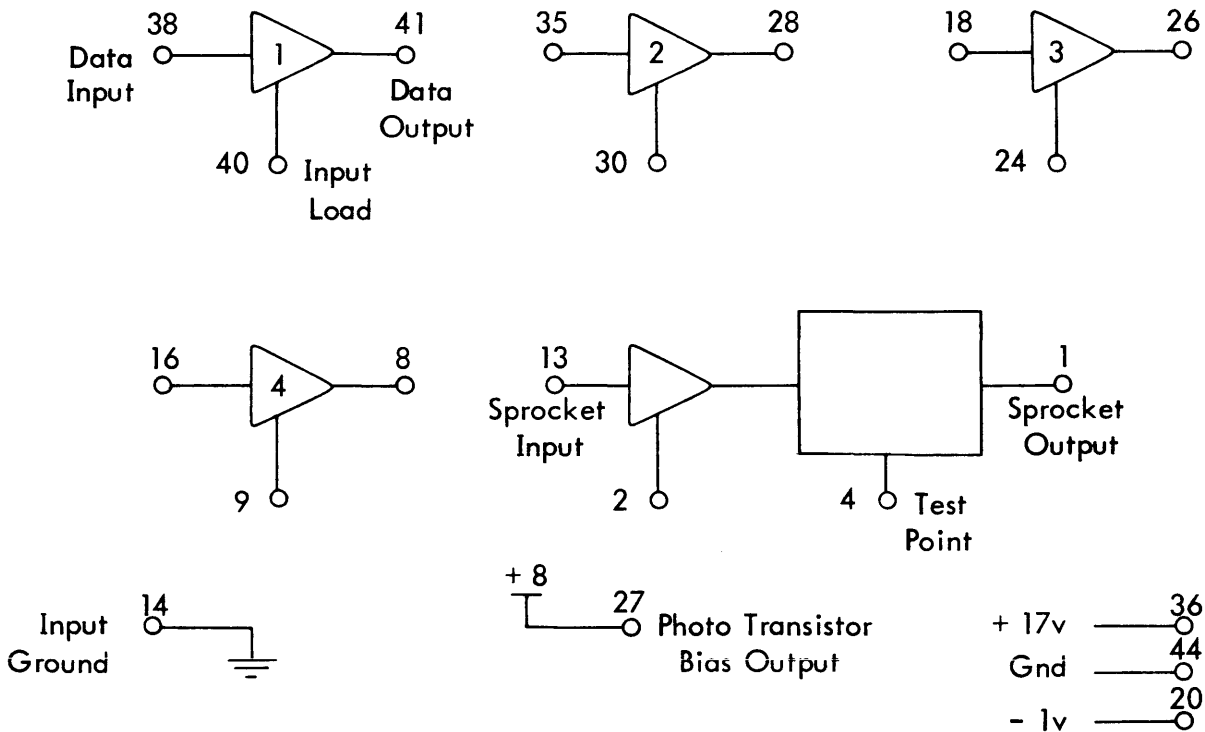 38
1
41
35
2
28
18
3
26
Data
Input
Data
Output
40
Input
Load
30
24
16
4
8
13
1
Sprocket
Input
Sprocket
Output
9
2
4
Test
Point
14
Input
Ground
+ 8
27
Photo Transistor
Bias Output
+ 17v
36
Gnd
44
- 1v
20